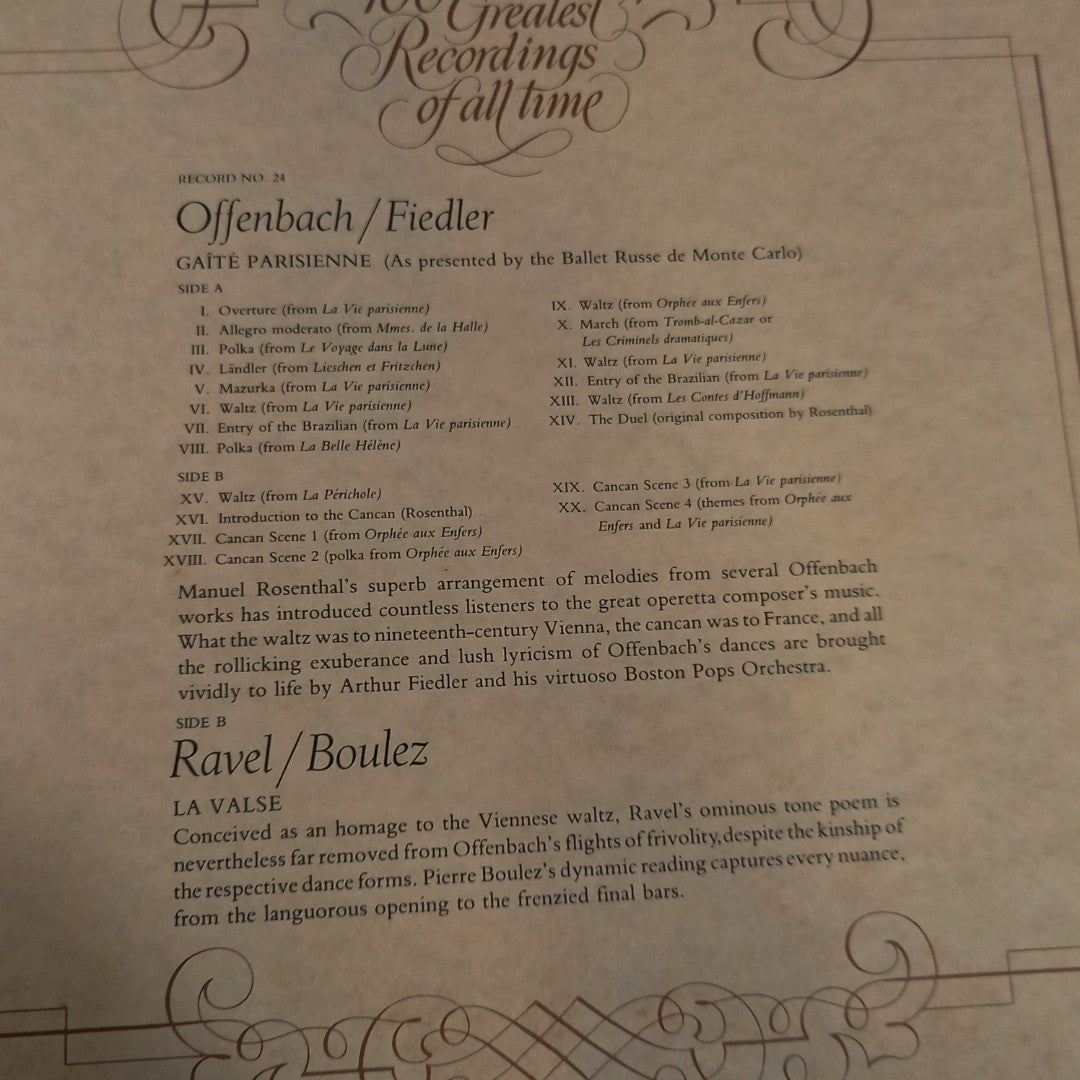 100 Greatest
Recordings
of all time
RECORD NO. 24
Offenbach / Fiedler
GAÎTÉ PARISIENNE (As presented by the Ballet Russe de Monte Carlo)
SIDE A
I. Overture (from La Vie parisienne)
II. Allegro moderato (from Mmes. de la Halle)
III. Polka (from Le Voyage dans la Lune)
IV. Ländler (from Lieschen et Fritzchen)
V. Mazurka (from La Vie parisienne)
VI. Waltz (from La Vie parisienne)
VII. Entry of the Brazilian (from La Vie parisienne)
VIII. Polka (from La Belle Hélène)
IX. Waltz (from Orphée aux Enfers)
X. March (from Tromb-al-Cazar or
Les Criminels dramatiques)
XI. Waltz (from La Vie parisienne)
XII. Entry of the Brazilian (from La Vie parisienne)
XIII. Waltz (from Les Contes d'Hoffmann)
XIV. The Duel (original composition by Rosenthal)
SIDE B
XV. Waltz (from La Périchole)
XVI. Introduction to the Cancan (Rosenthal)
XVII. Cancan Scene 1 (from Orphée aux Enfers)
XVIII. Cancan Scene 2 (polka from Orphée aux Enfers)
XIX. Cancan Scene 3 (from La Vie parisienne)
XX. Cancan Scene 4 (themes from Orphée aux
Enfers and La Vie parisienne)
Manuel Rosenthal's superb arrangement of melodies from several Offenbach
works has introduced countless listeners to the great operetta composer's music.
What the waltz was to nineteenth-century Vienna, the cancan was to France, and all
the rollicking exuberance and lush lyricism of Offenbach's dances are brought
vividly to life by Arthur Fiedler and his virtuoso Boston Pops Orchestra.
SIDE B
Ravel / Boulez
LA VALSE
Conceived as an homage to the Viennese waltz, Ravel's ominous tone poem is
nevertheless far removed from Offenbach's flights of frivolity, despite the kinship of
the respective dance forms. Pierre Boulez's dynamic reading captures every nuance,
from the languorous opening to the frenzied final bars.